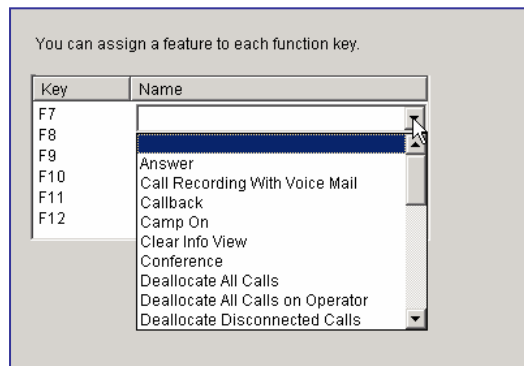 You can assign a feature to each function key.
Key Name
F7
F8
F9
F10
F11
F12
Answer
Call Recording With Voice Mail
Callback
Camp On
Clear Info View
Conference
Deallocate All Calls
Deallocate All Calls on Operator
Deallocate Disconnected Calls